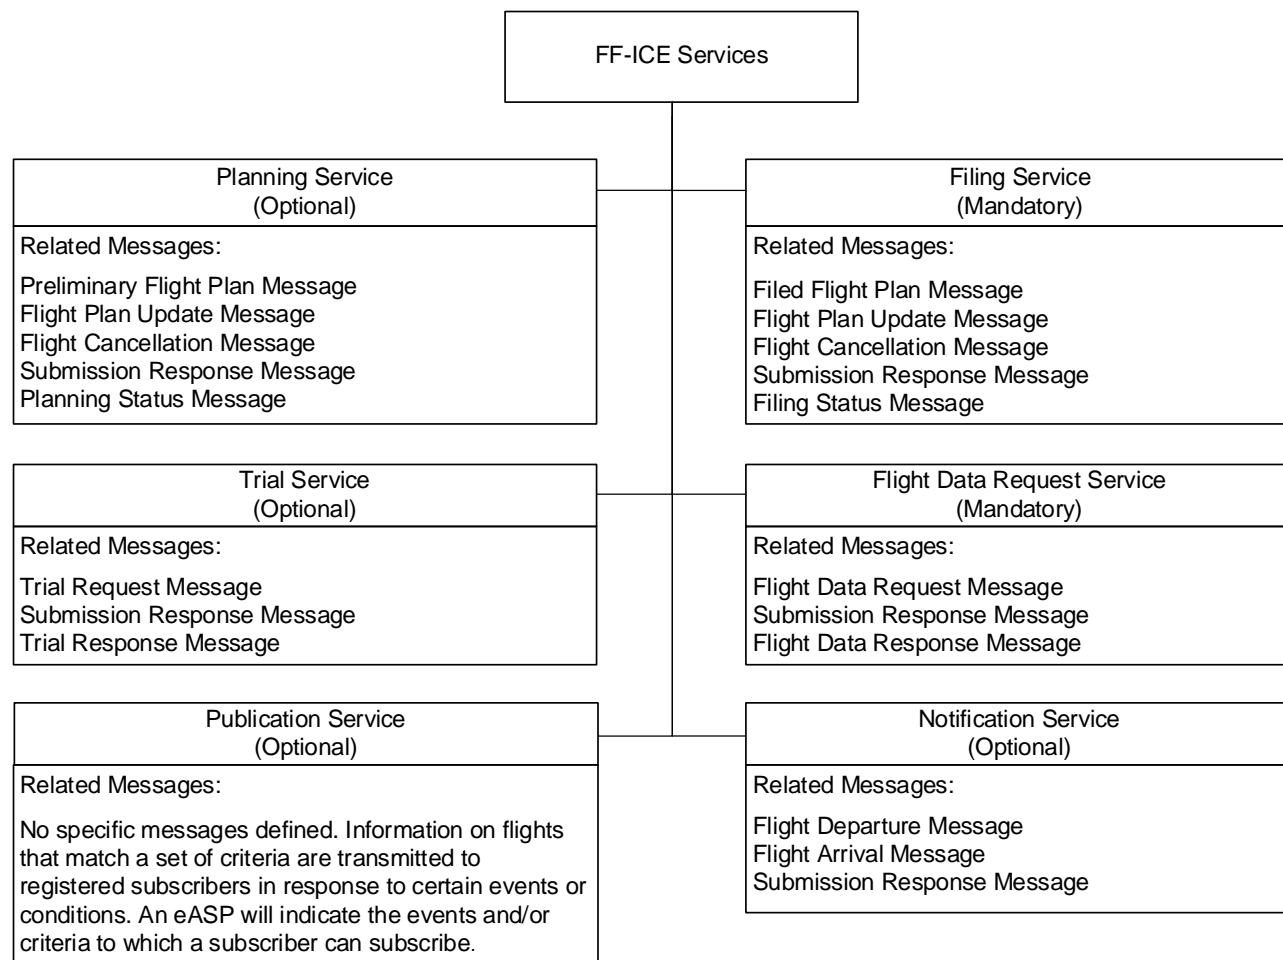 FF-ICE Services
Planning Service
(Optional)
Related Messages:
Preliminary Flight Plan Message
Flight Plan Update Message
Flight Cancellation Message
Submission Response Message
Planning Status Message
Filing Service
(Mandatory)
Related Messages:
Filed Flight Plan Message
Flight Plan Update Message
Flight Cancellation Message
Submission Response Message
Filing Status Message
Trial Service
(Optional)
Related Messages:
Trial Request Message
Submission Response Message
Trial Response Message
Flight Data Request Service
(Mandatory)
Related Messages:
Flight Data Request Message
Submission Response Message
Flight Data Response Message
Publication Service
(Optional)
Related Messages:
No specific messages defined. Information on flights
that match a set of criteria are transmitted to
registered subscribers in response to certain events or
conditions. An eASP will indicate the events and/or
criteria to which a subscriber can subscribe.
Notification Service
(Optional)
Related Messages:
Flight Departure Message
Flight Arrival Message
Submission Response Message